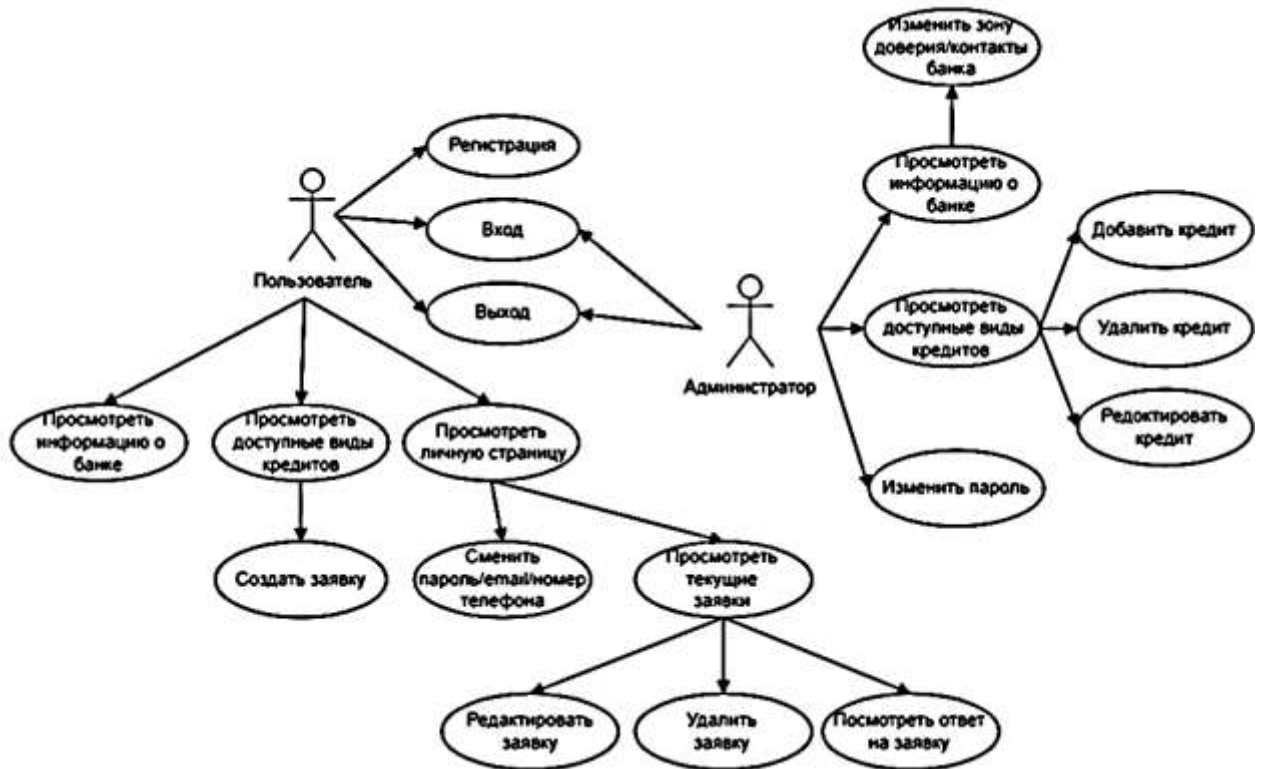 Изменить зону
доверия/контакты
банка
Регистрация
Просмотреть
информацию о
банке
Вход
Добавить кредит
Пользователь
Выход
Просмотреть
доступные виды
кредитов
Удалить кредит
Администратор
Просмотреть
информацию о
банке
Просмотреть
доступные виды
кредитов
Просмотреть
личную страницу
Редоктировать
кредит
Изменить пароль
Создать заявку
Сменить
пароль/email/номер
телефона
Просмотреть
текущие
заявки
Редактировать
заявку
Удалить
заявку
Посмотреть ответ
на заявку